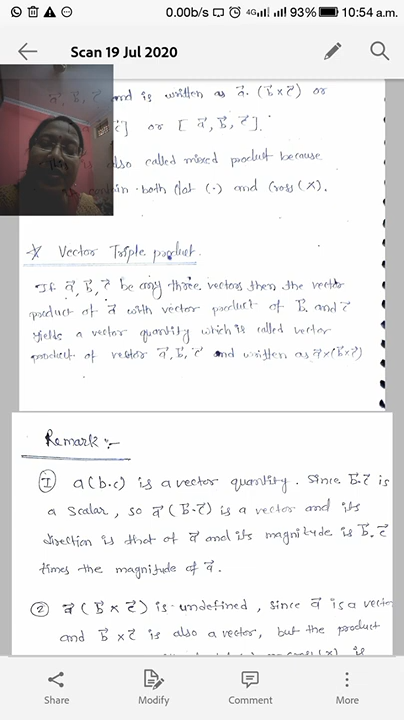 0.00b/s 4G 93% 10:54 a.m.
Scan 19 Jul 2020
a⃗, b⃗, c⃗ and is written as a⃗. (b⃗×c⃗) or
c⃗] or [a⃗, b⃗, c⃗].
also called mixed product because
both dot (·) and Cross (×).
Vector Triple product.
If a⃗, b⃗, c⃗ be any three vectors then the vector
product of a⃗ with vector product of b⃗ and c⃗
yields a vector quantity which is called vector
product of vector a⃗, b⃗, c⃗ and written as a⃗×(b⃗×c⃗)
Remark :-
① a(b.c) is a vector quantity. Since b⃗.c⃗ is
a scalar, so a⃗(b⃗.c⃗) is a vector and its
direction is that of a⃗ and its magnitude is b⃗.c⃗
times the magnitude of a⃗.
② a⃗(b⃗×c⃗) is undefined, since a⃗ is a vector
and b⃗×c⃗ is also a vector, but the product
(×) is
Share Modify Comment More